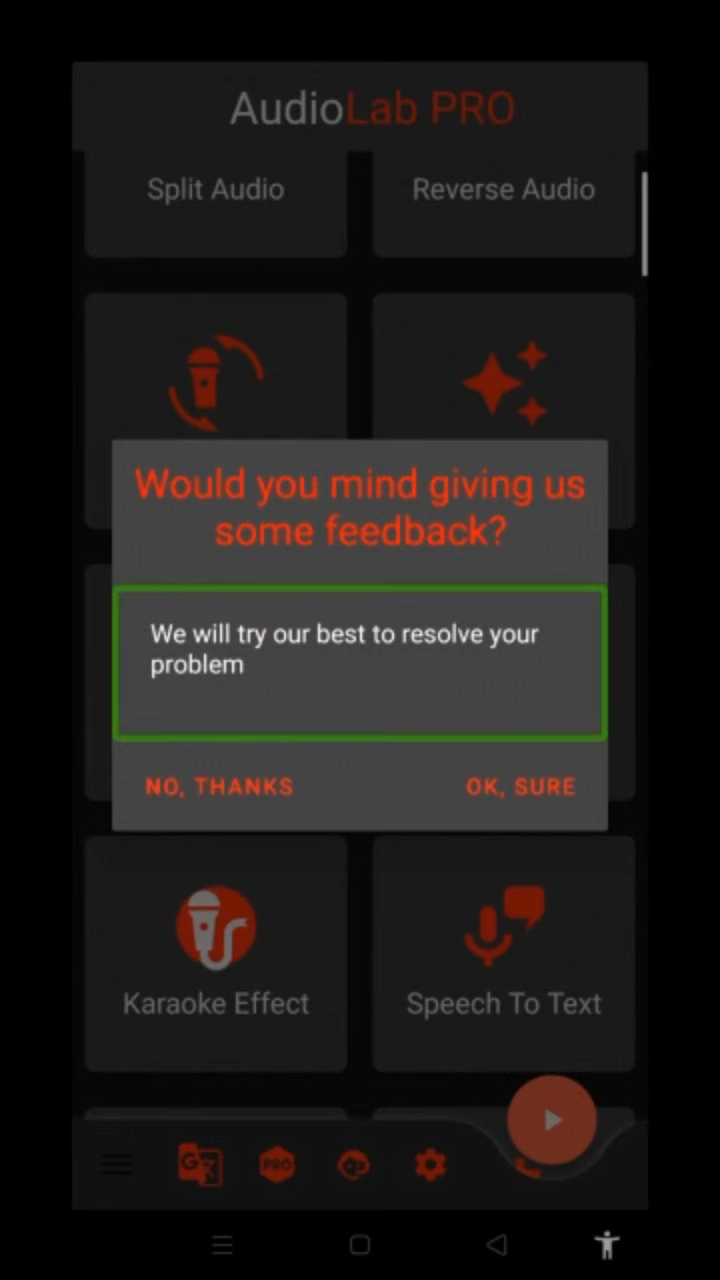 AudioLab PRO
Split Audio
Reverse Audio
Would you mind giving us
some feedback?
We will try our best to resolve your
problem
NO, THANKS
OK, SURE
Karaoke Effect
Speech To Text
G
PRO